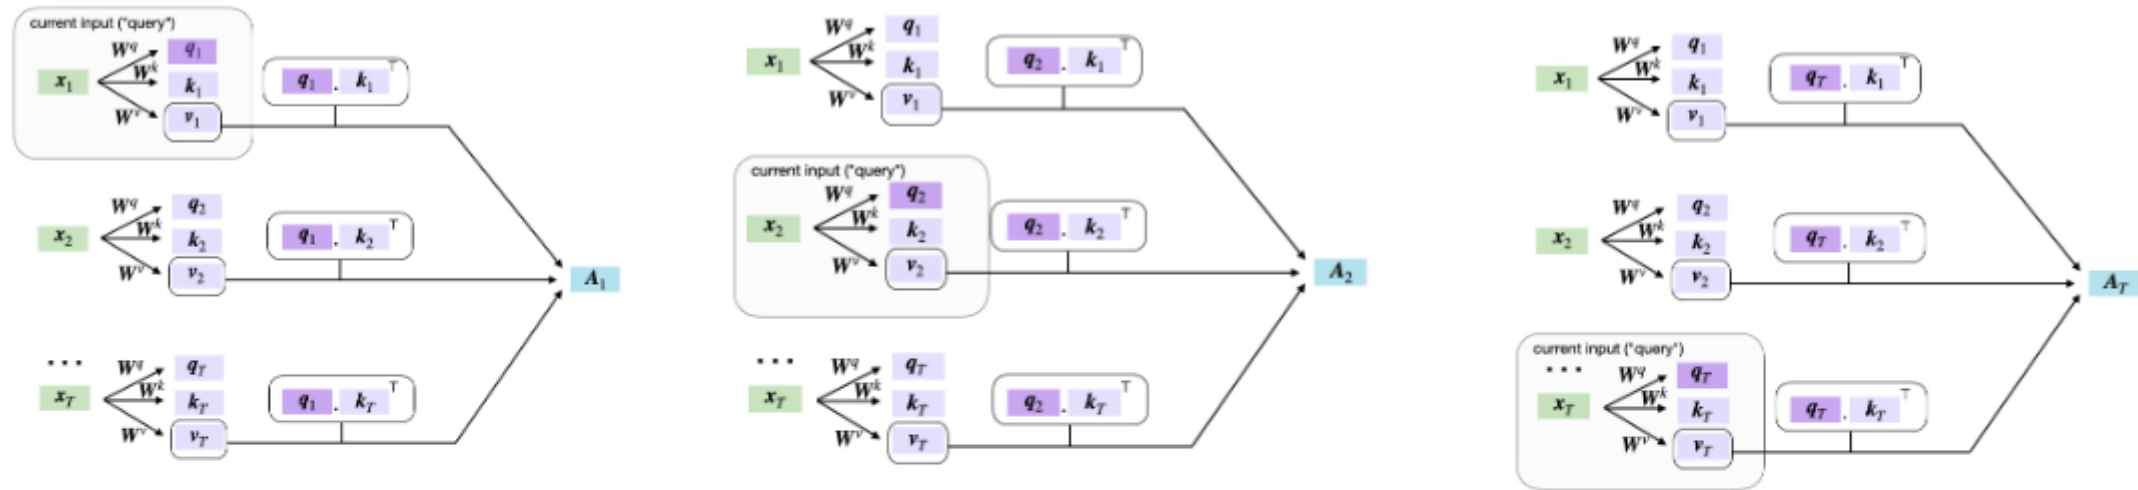 current input ("query")
W^q q_1
x_1 W^k k_1 q_1 . k_1^⊤
W^v v_1
W^q q_2
x_2 W^k k_2 q_1 . k_2^⊤
W^v v_2
A_1
...
W^q q_T
x_T W^k k_T q_1 . k_T^⊤
W^v v_T
W^q q_1
x_1 W^k k_1 q_2 . k_1^⊤
W^v v_1
current input ("query")
W^q q_2
x_2 W^k k_2 q_2 . k_2^⊤
W^v v_2
A_2
...
W^q q_T
x_T W^k k_T q_2 . k_T^⊤
W^v v_T
W^q q_1
x_1 W^k k_1 q_T . k_1^⊤
W^v v_1
W^q q_2
x_2 W^k k_2 q_T . k_2^⊤
W^v v_2
A_T
current input ("query")
...
W^q q_T
x_T W^k k_T q_T . k_T^⊤
W^v v_T